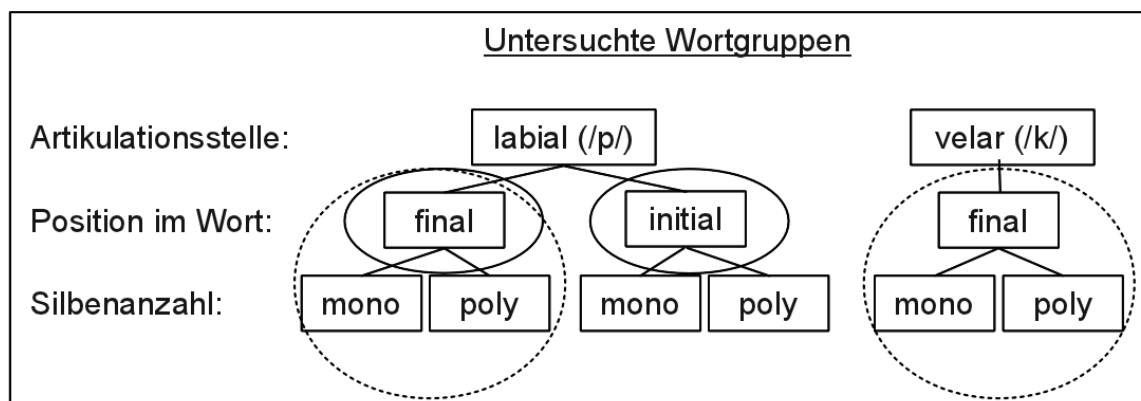 Untersuchte Wortgruppen
Artikulationsstelle: labial (/p/) velar (/k/)
Position im Wort: final initial final
Silbenanzahl: mono poly mono poly mono poly